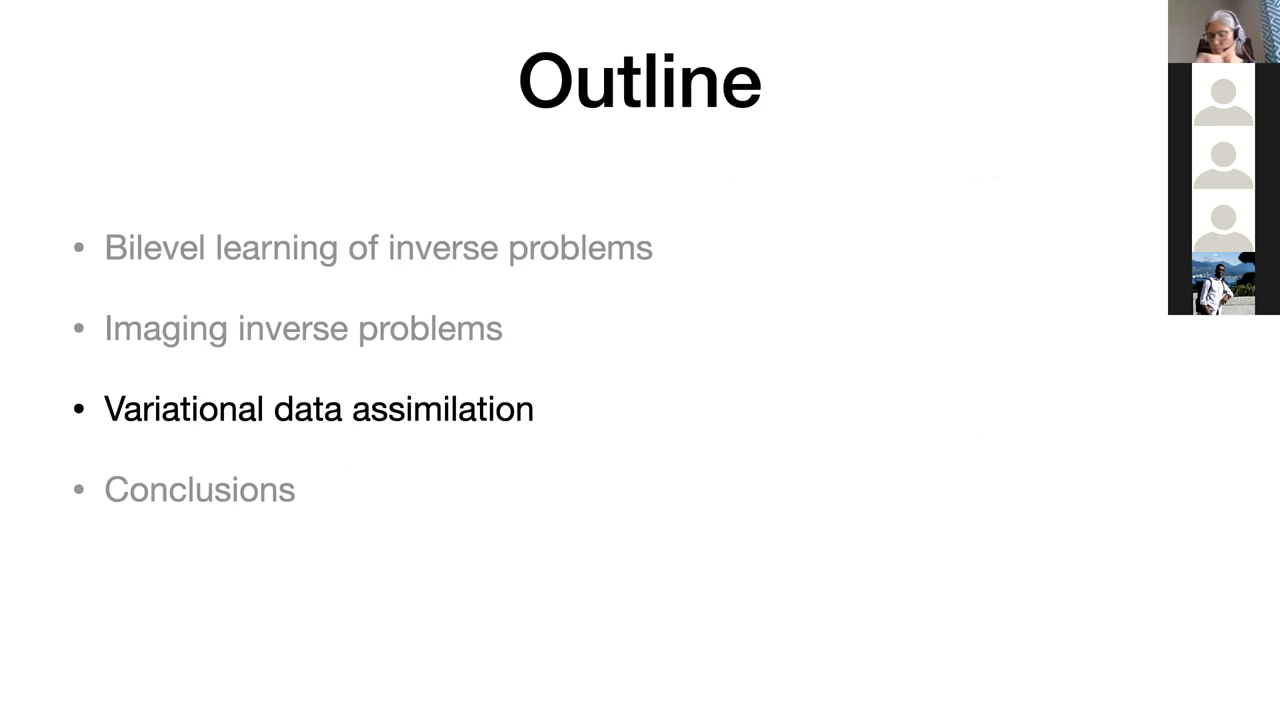 Outline
• Bilevel learning of inverse problems
• Imaging inverse problems
• Variational data assimilation
• Conclusions